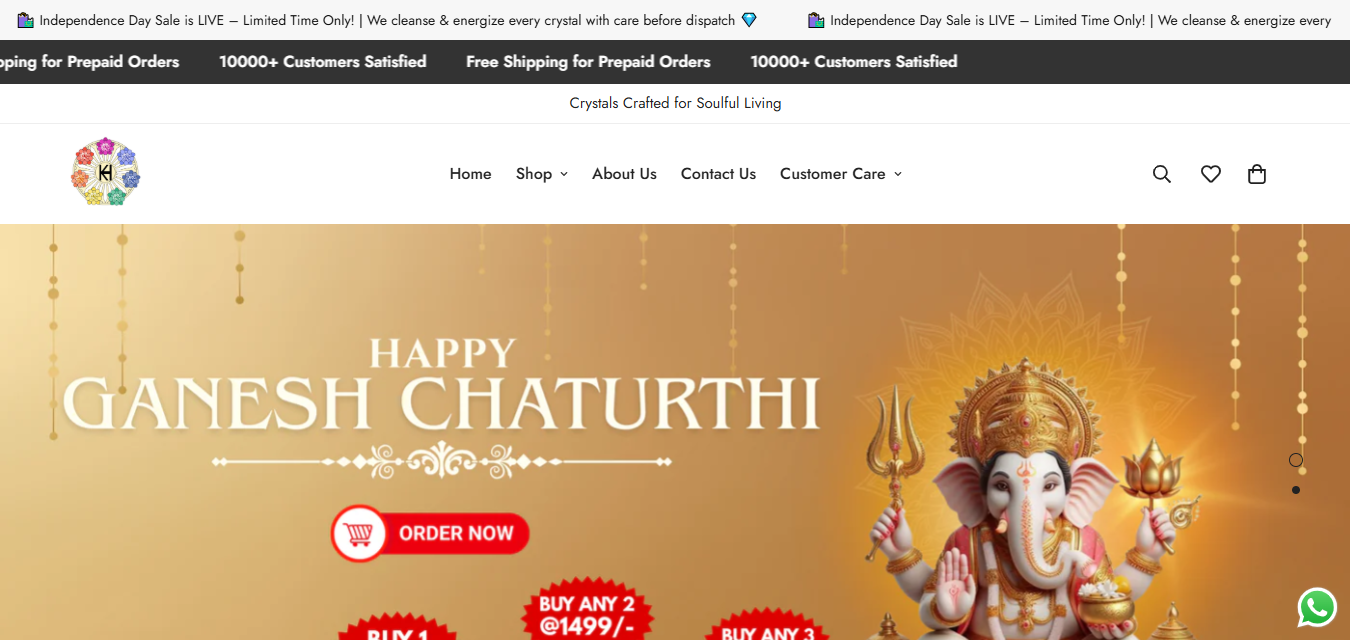 🛍️ Independence Day Sale is LIVE – Limited Time Only! | We cleanse & energize every crystal with care before dispatch 💎 🛍️ Independence Day Sale is LIVE – Limited Time Only! | We cleanse & energize every
for Prepaid Orders 10000+ Customers Satisfied Free Shipping for Prepaid Orders 10000+ Customers Satisfied
Crystals Crafted for Soulful Living
KH
Home Shop About Us Contact Us Customer Care
HAPPY
GANESH CHATURTHI
ORDER NOW
BUY 1
BUY ANY 2
@1499/-
BUY ANY 3